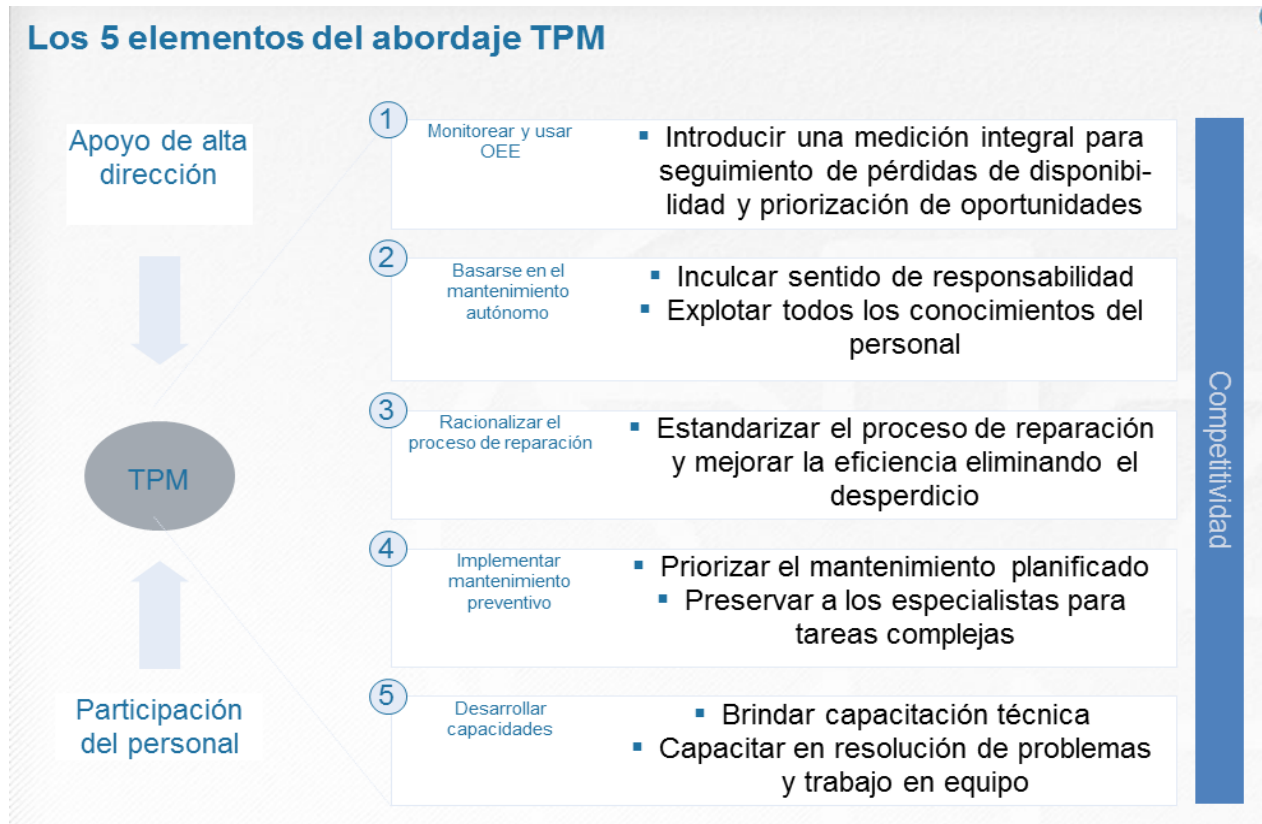 Los 5 elementos del abordaje TPM
Apoyo de alta
dirección
TPM
Participación
del personal
1
Monitorear y usar
OEE
▪ Introducir una medición integral para
seguimiento de pérdidas de disponibi-
lidad y priorización de oportunidades
2
Basarse en el
mantenimiento
autónomo
▪ Inculcar sentido de responsabilidad
▪ Explotar todos los conocimientos del
personal
3
Racionalizar el
proceso de reparación
▪ Estandarizar el proceso de reparación
y mejorar la eficiencia eliminando el
desperdicio
4
Implementar
mantenimiento
preventivo
▪ Priorizar el mantenimiento planificado
▪ Preservar a los especialistas para
tareas complejas
5
Desarrollar
capacidades
▪ Brindar capacitación técnica
▪ Capacitar en resolución de problemas
y trabajo en equipo
Competitividad